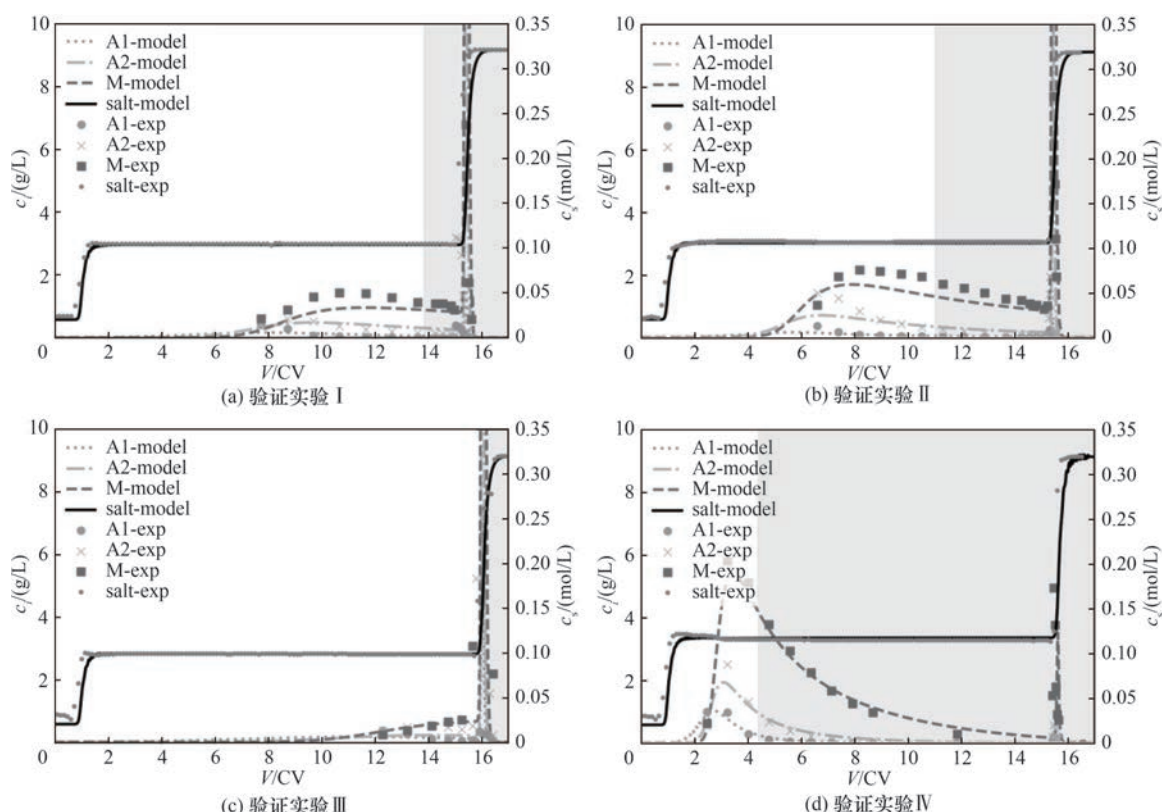 10
8
6
4
2
0
c_i/(g/L)
A1-model
A2-model
M-model
salt-model
A1-exp
A2-exp
M-exp
salt-exp
0.35
0.30
0.25
0.20
0.15
0.10
0.05
0
c_s/(mol/L)
0 2 4 6 8 10 12 14 16
V/CV
(a) 验证实验 Ⅰ
10
8
6
4
2
0
c_i/(g/L)
A1-model
A2-model
M-model
salt-model
A1-exp
A2-exp
M-exp
salt-exp
0.35
0.30
0.25
0.20
0.15
0.10
0.05
0
c_s/(mol/L)
0 2 4 6 8 10 12 14 16
V/CV
(b) 验证实验 Ⅱ
10
8
6
4
2
0
c_i/(g/L)
A1-model
A2-model
M-model
salt-model
A1-exp
A2-exp
M-exp
salt-exp
0.35
0.30
0.25
0.20
0.15
0.10
0.05
0
c_s/(mol/L)
0 2 4 6 8 10 12 14 16
V/CV
(c) 验证实验Ⅲ
10
8
6
4
2
0
c_i/(g/L)
A1-model
A2-model
M-model
salt-model
A1-exp
A2-exp
M-exp
salt-exp
0.35
0.30
0.25
0.20
0.15
0.10
0.05
0
c_s/(mol/L)
0 2 4 6 8 10 12 14 16
V/CV
(d) 验证实验Ⅳ